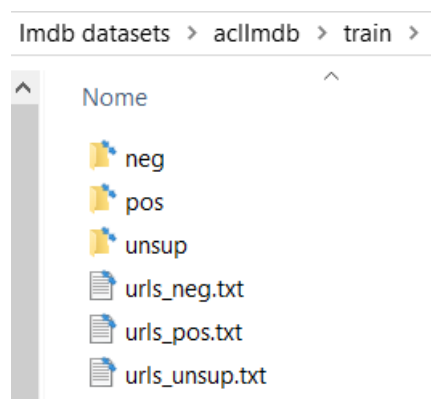 Imdb datasets > aclImdb > train >
Nome
neg
pos
unsup
urls_neg.txt
urls_pos.txt
urls_unsup.txt